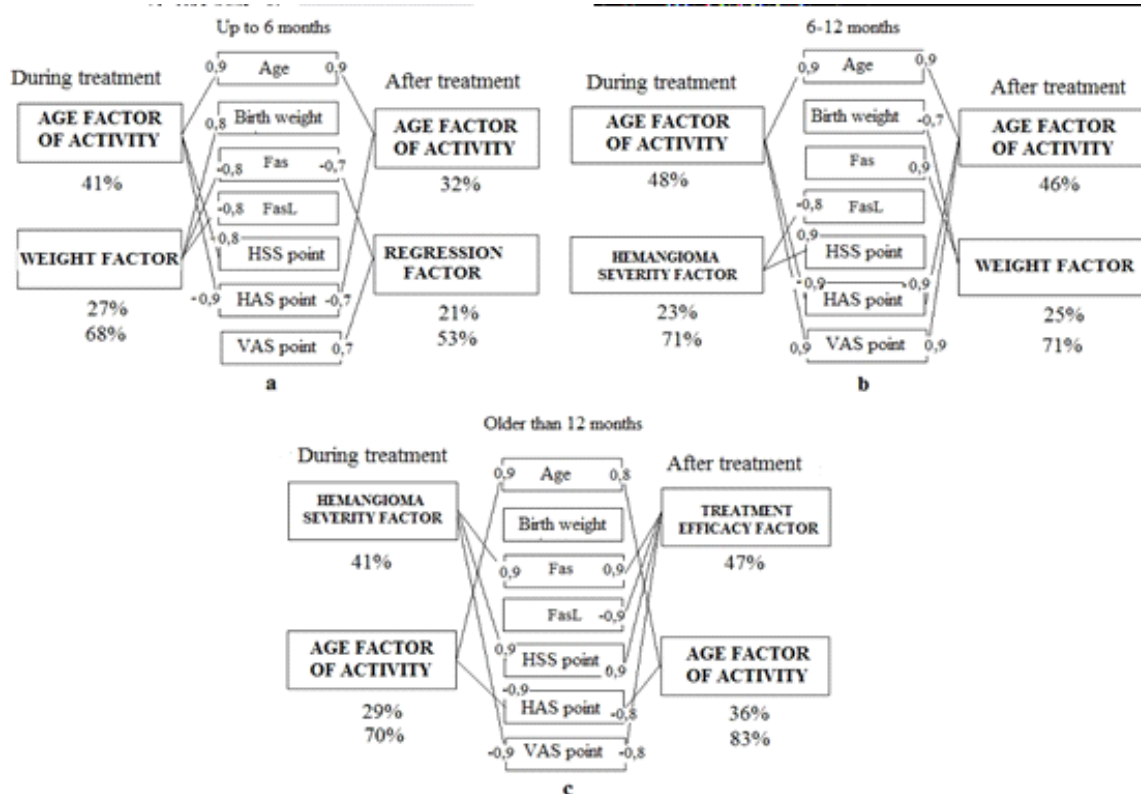 Up to 6 months
During treatment
After treatment
0,9 Age 0,9
AGE FACTOR
OF ACTIVITY
41%
0,8 Birth weight
-0,8 Fas -0,7
-0,8 FasL
0,8 HSS point
-0,9 HAS point -0,7
VAS point 0,7
WEIGHT FACTOR
27%
68%
AGE FACTOR
OF ACTIVITY
32%
REGRESSION
FACTOR
21%
53%
a
6-12 months
During treatment
After treatment
0,9 Age 0,9
AGE FACTOR
OF ACTIVITY
48%
Birth weight -0,7
Fas 0,9
-0,8 FasL
0,9 HSS point
-0,9 HAS point 0,9
0,9 VAS point 0,9
HEMANGIOMA
SEVERITY FACTOR
23%
71%
AGE FACTOR
OF ACTIVITY
46%
WEIGHT FACTOR
25%
71%
b
Older than 12 months
During treatment
After treatment
0,9 Age 0,8
HEMANGIOMA
SEVERITY FACTOR
41%
Birth weight
0,9 Fas 0,9
FasL -0,9
0,9 HSS point 0,9
-0,9 HAS point -0,8
-0,9 VAS point -0,8
AGE FACTOR
OF ACTIVITY
29%
70%
TREATMENT
EFFICACY FACTOR
47%
AGE FACTOR
OF ACTIVITY
36%
83%
c